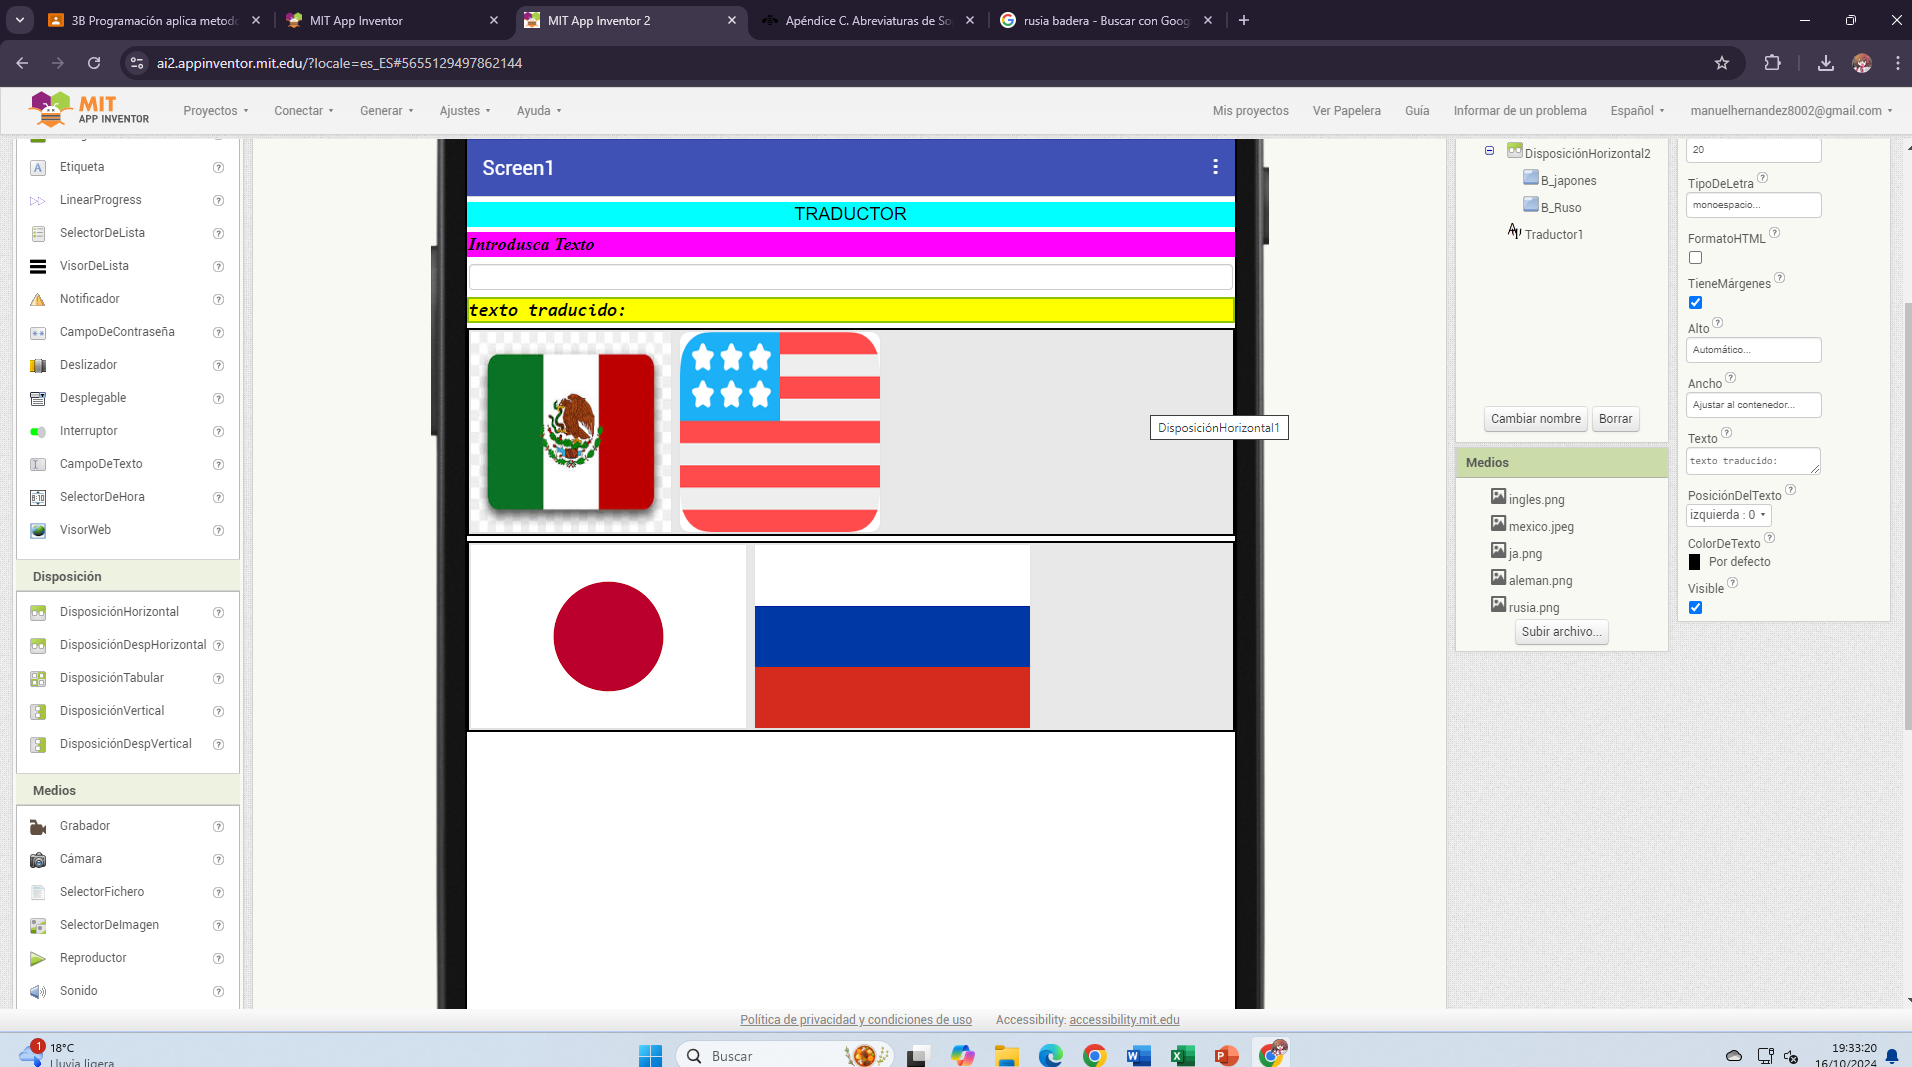 3B Programación aplica metodo
MIT App Inventor
MIT App Inventor 2
Apéndice C. Abreviaturas de So
rusia badera - Buscar con Goog
ai2.appinventor.mit.edu/?locale=es_ES#5655129497862144
MIT
APP INVENTOR
Proyectos
Conectar
Generar
Ajustes
Ayuda
Mis proyectos
Ver Papelera
Guía
Informar de un problema
Español
manuelhernandez8002@gmail.com
Etiqueta
LinearProgress
SelectorDeLista
VisorDeLista
Notificador
CampoDeContraseña
Deslizador
Desplegable
Interruptor
CampoDeTexto
SelectorDeHora
VisorWeb
Disposición
DisposiciónHorizontal
DisposiciónDespHorizontal
DisposiciónTabular
DisposiciónVertical
DisposiciónDespVertical
Medios
Grabador
Cámara
SelectorFichero
SelectorDeImagen
Reproductor
Sonido
Screen1
TRADUCTOR
Introdusca Texto
texto traducido:
DisposiciónHorizontal1
DisposiciónHorizontal2
B_japones
B_Ruso
Traductor1
Cambiar nombre
Borrar
Medios
ingles.png
mexico.jpeg
ja.png
aleman.png
rusia.png
Subir archivo...
20
TipoDeLetra
monoespacio...
FormatoHTML
TieneMárgenes
Alto
Automático...
Ancho
Ajustar al contenedor...
Texto
texto traducido:
PosiciónDelTexto
izquierda : 0
ColorDeTexto
Por defecto
Visible
Política de privacidad y condiciones de uso
Accessibility: accessibility.mit.edu
1
18°C
Lluvia ligera
Buscar
19:33:20
16/10/2024